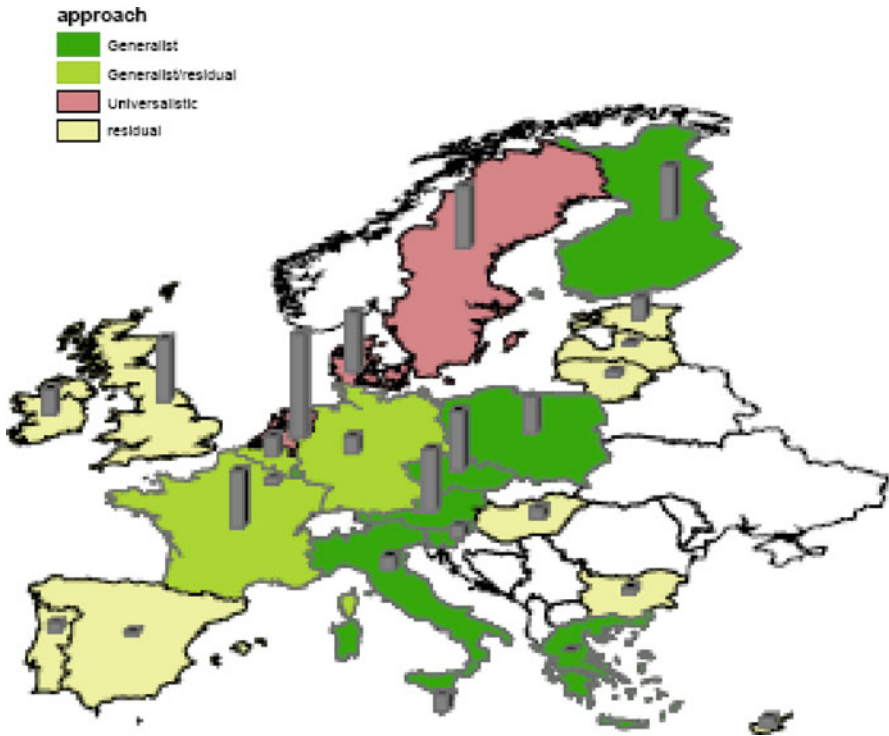 approach
Generalist
Generalist/residual
Universalistic
residual